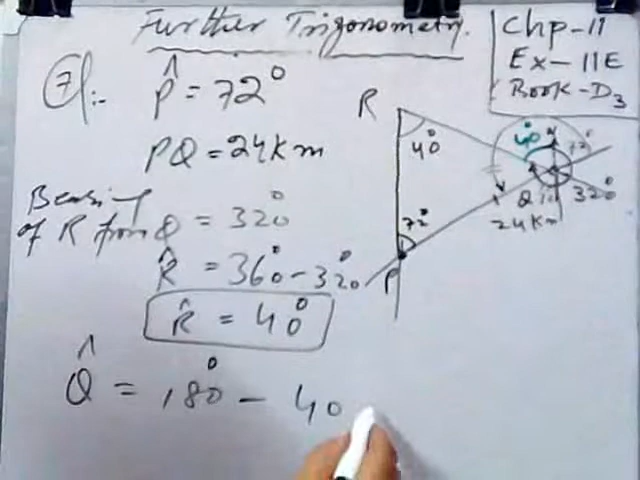 Further Trigonometry.
Chp-11
Ex-11E
Book-D3
7 :-
P̂ = 72°
PQ = 24Km
Bearing of R from Q = 320°
R̂ = 360°-320°
R̂ = 40°
Q̂ = 180° - 40
R
40°
40°
72°
320°
Q
24Km
72°
P